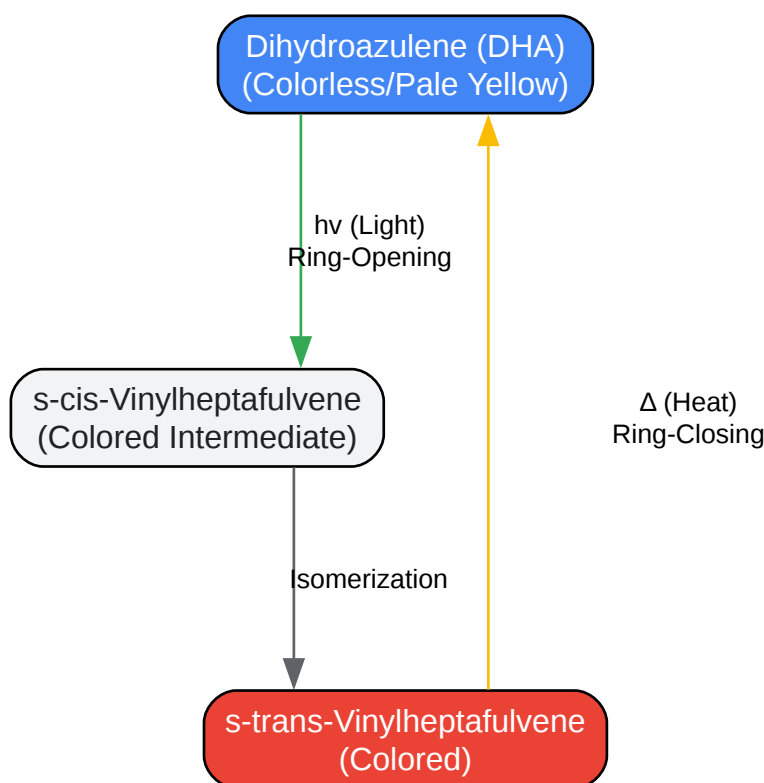 Dihydroazulene (DHA)
(Colorless/Pale Yellow)
hv (Light)
Ring-Opening
s-cis-Vinylheptafulvene
(Colored Intermediate)
Δ (Heat)
Ring-Closing
Isomerization
s-trans-Vinylheptafulvene
(Colored)